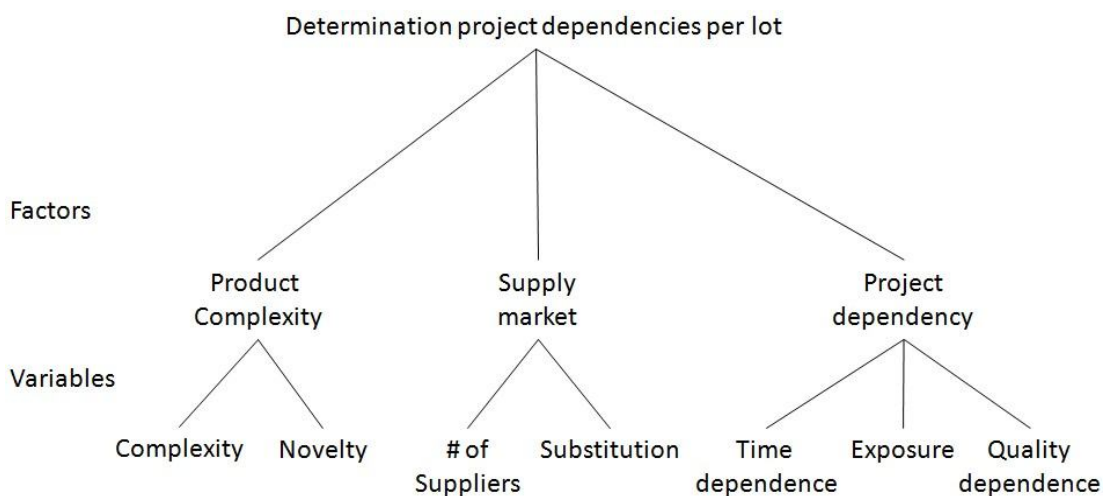 Determination project dependencies per lot
Factors
Product
Complexity
Supply
market
Project
dependency
Variables
Complexity
Novelty
# of
Suppliers
Substitution
Time
dependence
Exposure
Quality
dependence